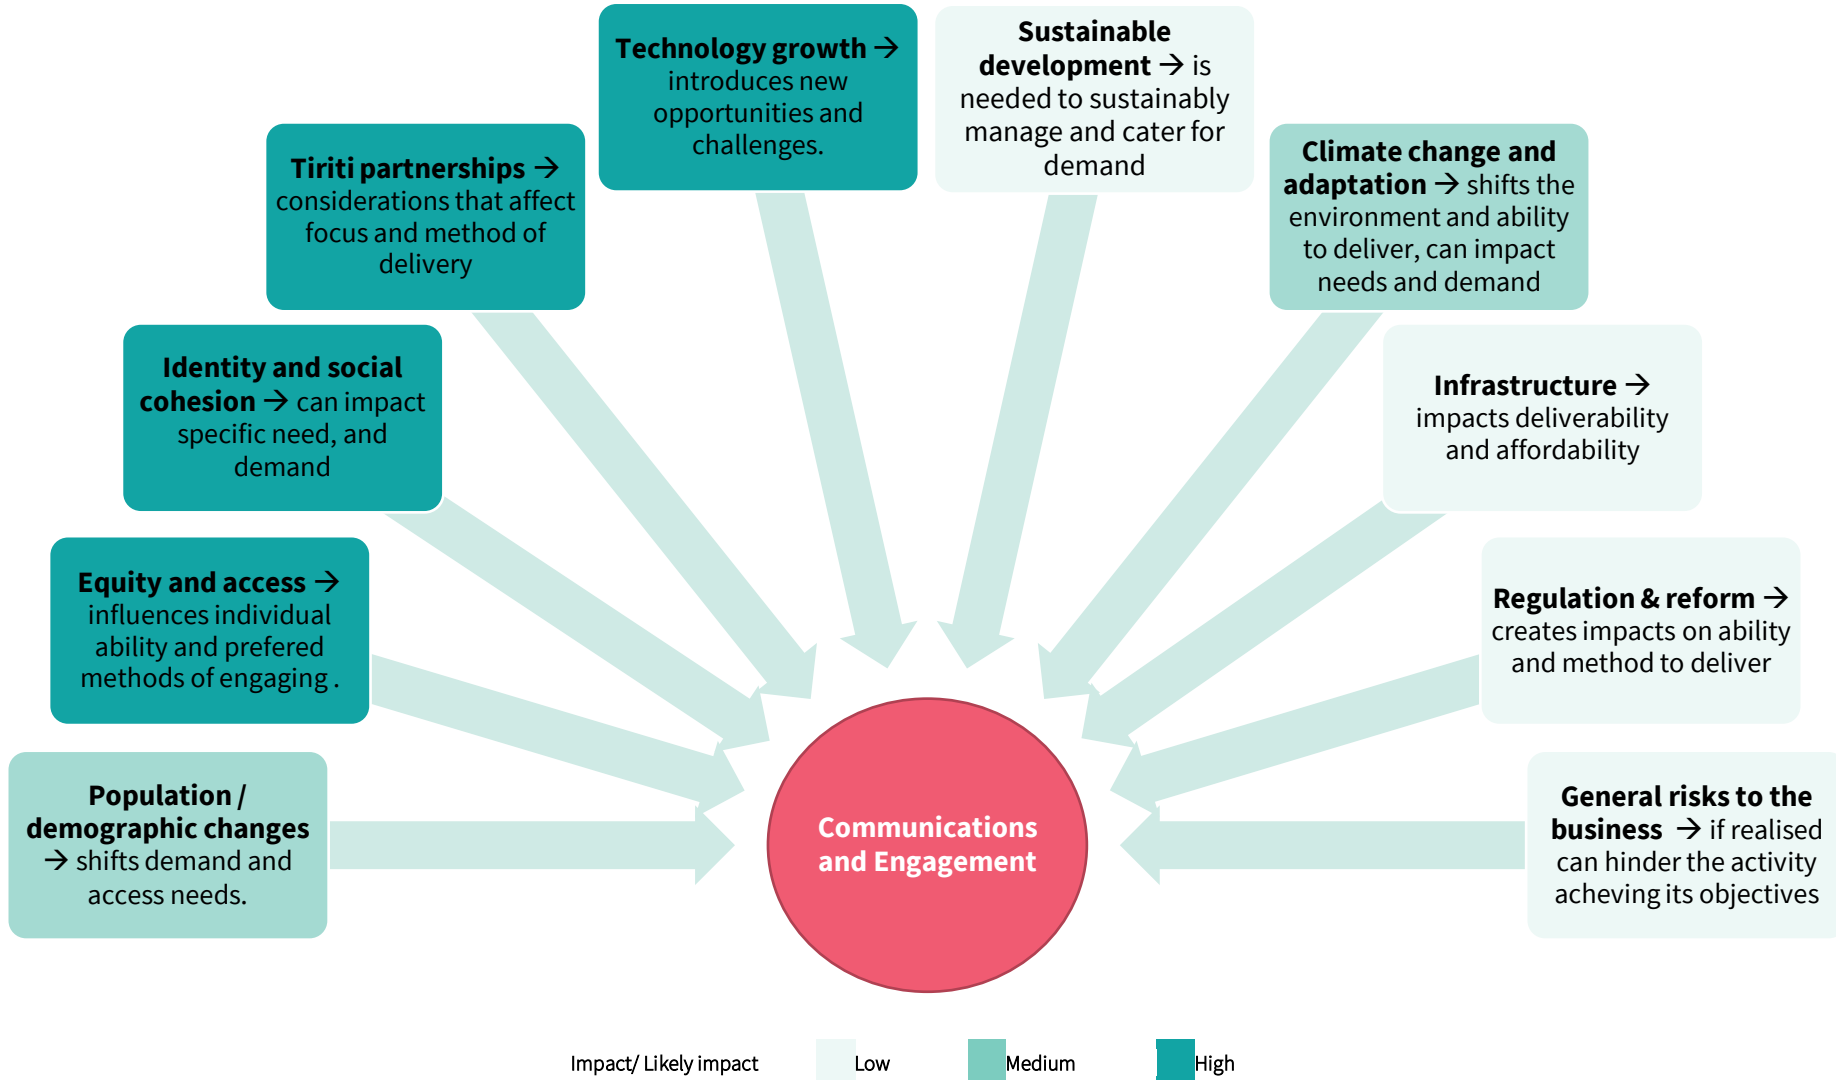 Technology growth →
introduces new
opportunities and
challenges.
Sustainable
development → is
needed to sustainably
manage and cater for
demand
Tiriti partnerships →
considerations that affect
focus and method of
delivery
Climate change and
adaptation → shifts the
environment and ability
to deliver, can impact
needs and demand
Identity and social
cohesion → can impact
specific need, and
demand
Infrastructure →
impacts deliverability
and affordability
Equity and access →
influences individual
ability and prefered
methods of engaging .
Regulation & reform →
creates impacts on ability
and method to deliver
Population /
demographic changes
→ shifts demand and
access needs.
General risks to the
business → if realised
can hinder the activity
acheving its objectives
Communications
and Engagement
Impact/ Likely impact
Low
Medium
High